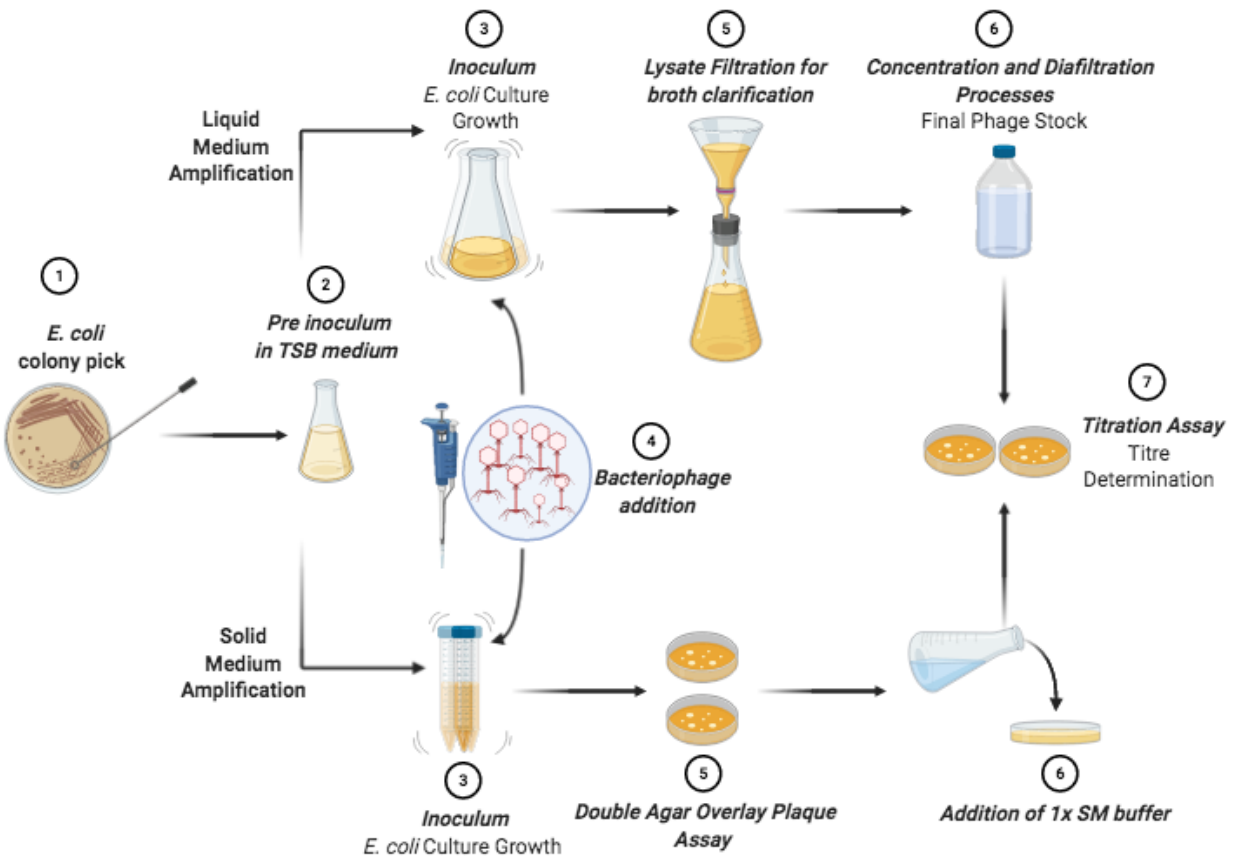 1
E. coli
colony pick
2
Pre inoculum
in TSB medium
Liquid
Medium
Amplification
3
Inoculum
E. coli Culture
Growth
5
Lysate Filtration for
broth clarification
6
Concentration and Diafiltration
Processes
Final Phage Stock
4
Bacteriophage
addition
7
Titration Assay
Titre
Determination
Solid
Medium
Amplification
3
Inoculum
E. coli Culture Growth
5
Double Agar Overlay Plaque
Assay
6
Addition of 1x SM buffer